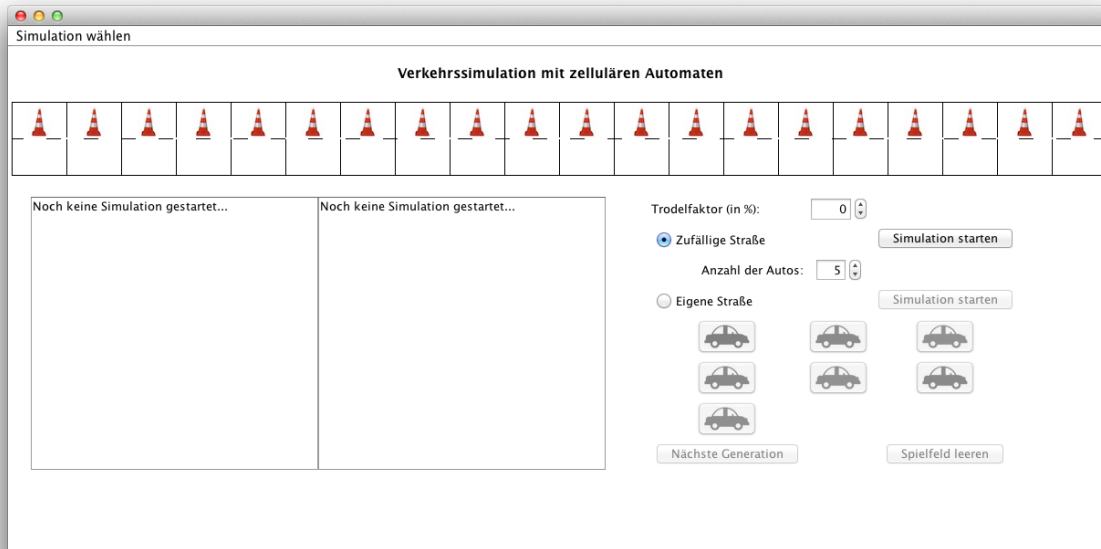 Simulation wählen
Verkehrssimulation mit zellulären Automaten
Noch keine Simulation gestartet...
Noch keine Simulation gestartet...
Trodelfaktor (in %): 0
Zufällige Straße Simulation starten
Anzahl der Autos: 5
Eigene Straße Simulation starten
Nächste Generation Spielfeld leeren